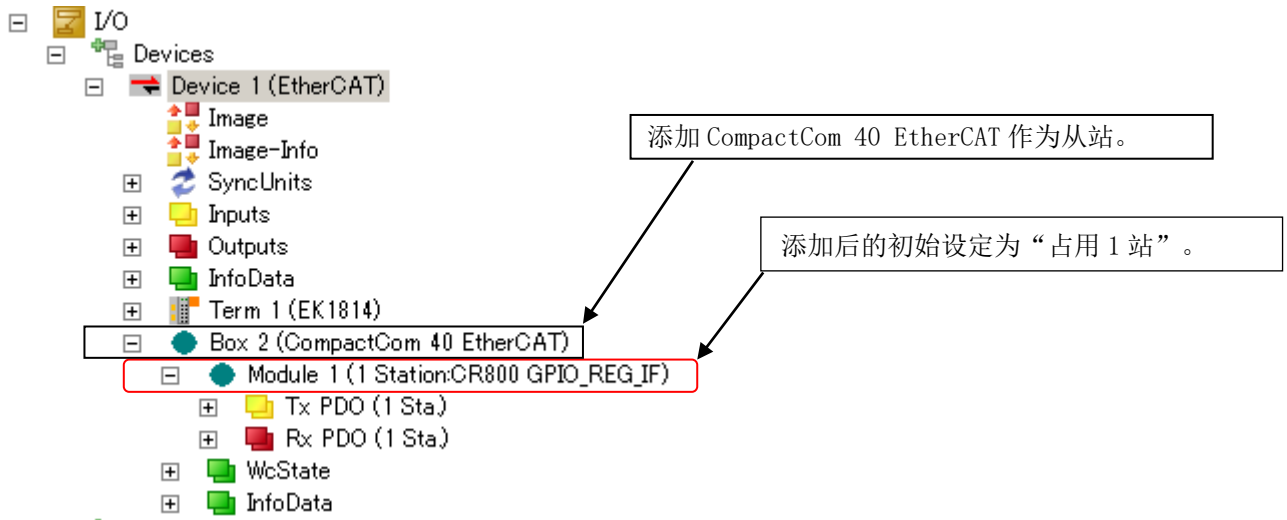 I/O
Devices
Device 1 (EtherCAT)
Image
Image-Info
SyncUnits
Inputs
Outputs
InfoData
Term 1 (EK1814)
Box 2 (CompactCom 40 EtherCAT)
Module 1 (1 Station:CR800 GPIO_REG_IF)
Tx PDO (1 Sta.)
Rx PDO (1 Sta.)
WcState
InfoData
添加 CompactCom 40 EtherCAT 作为从站。
添加后的初始设定为“占用 1 站”。